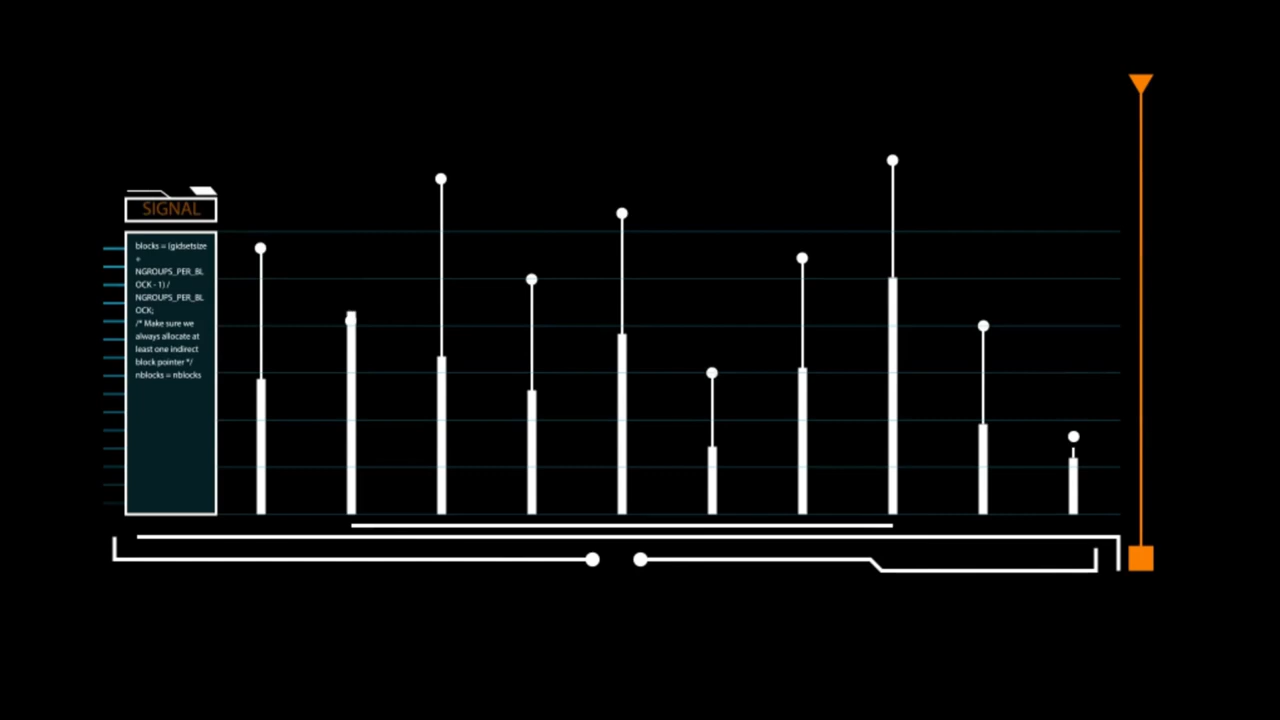 SIGNAL
blocks = (gidsetsize
+
NGROUPS_PER_BL
OCK - 1) /
NGROUPS_PER_BL
OCK;
/* Make sure we
always allocate at
least one indirect
block pointer */
nblocks = nblocks